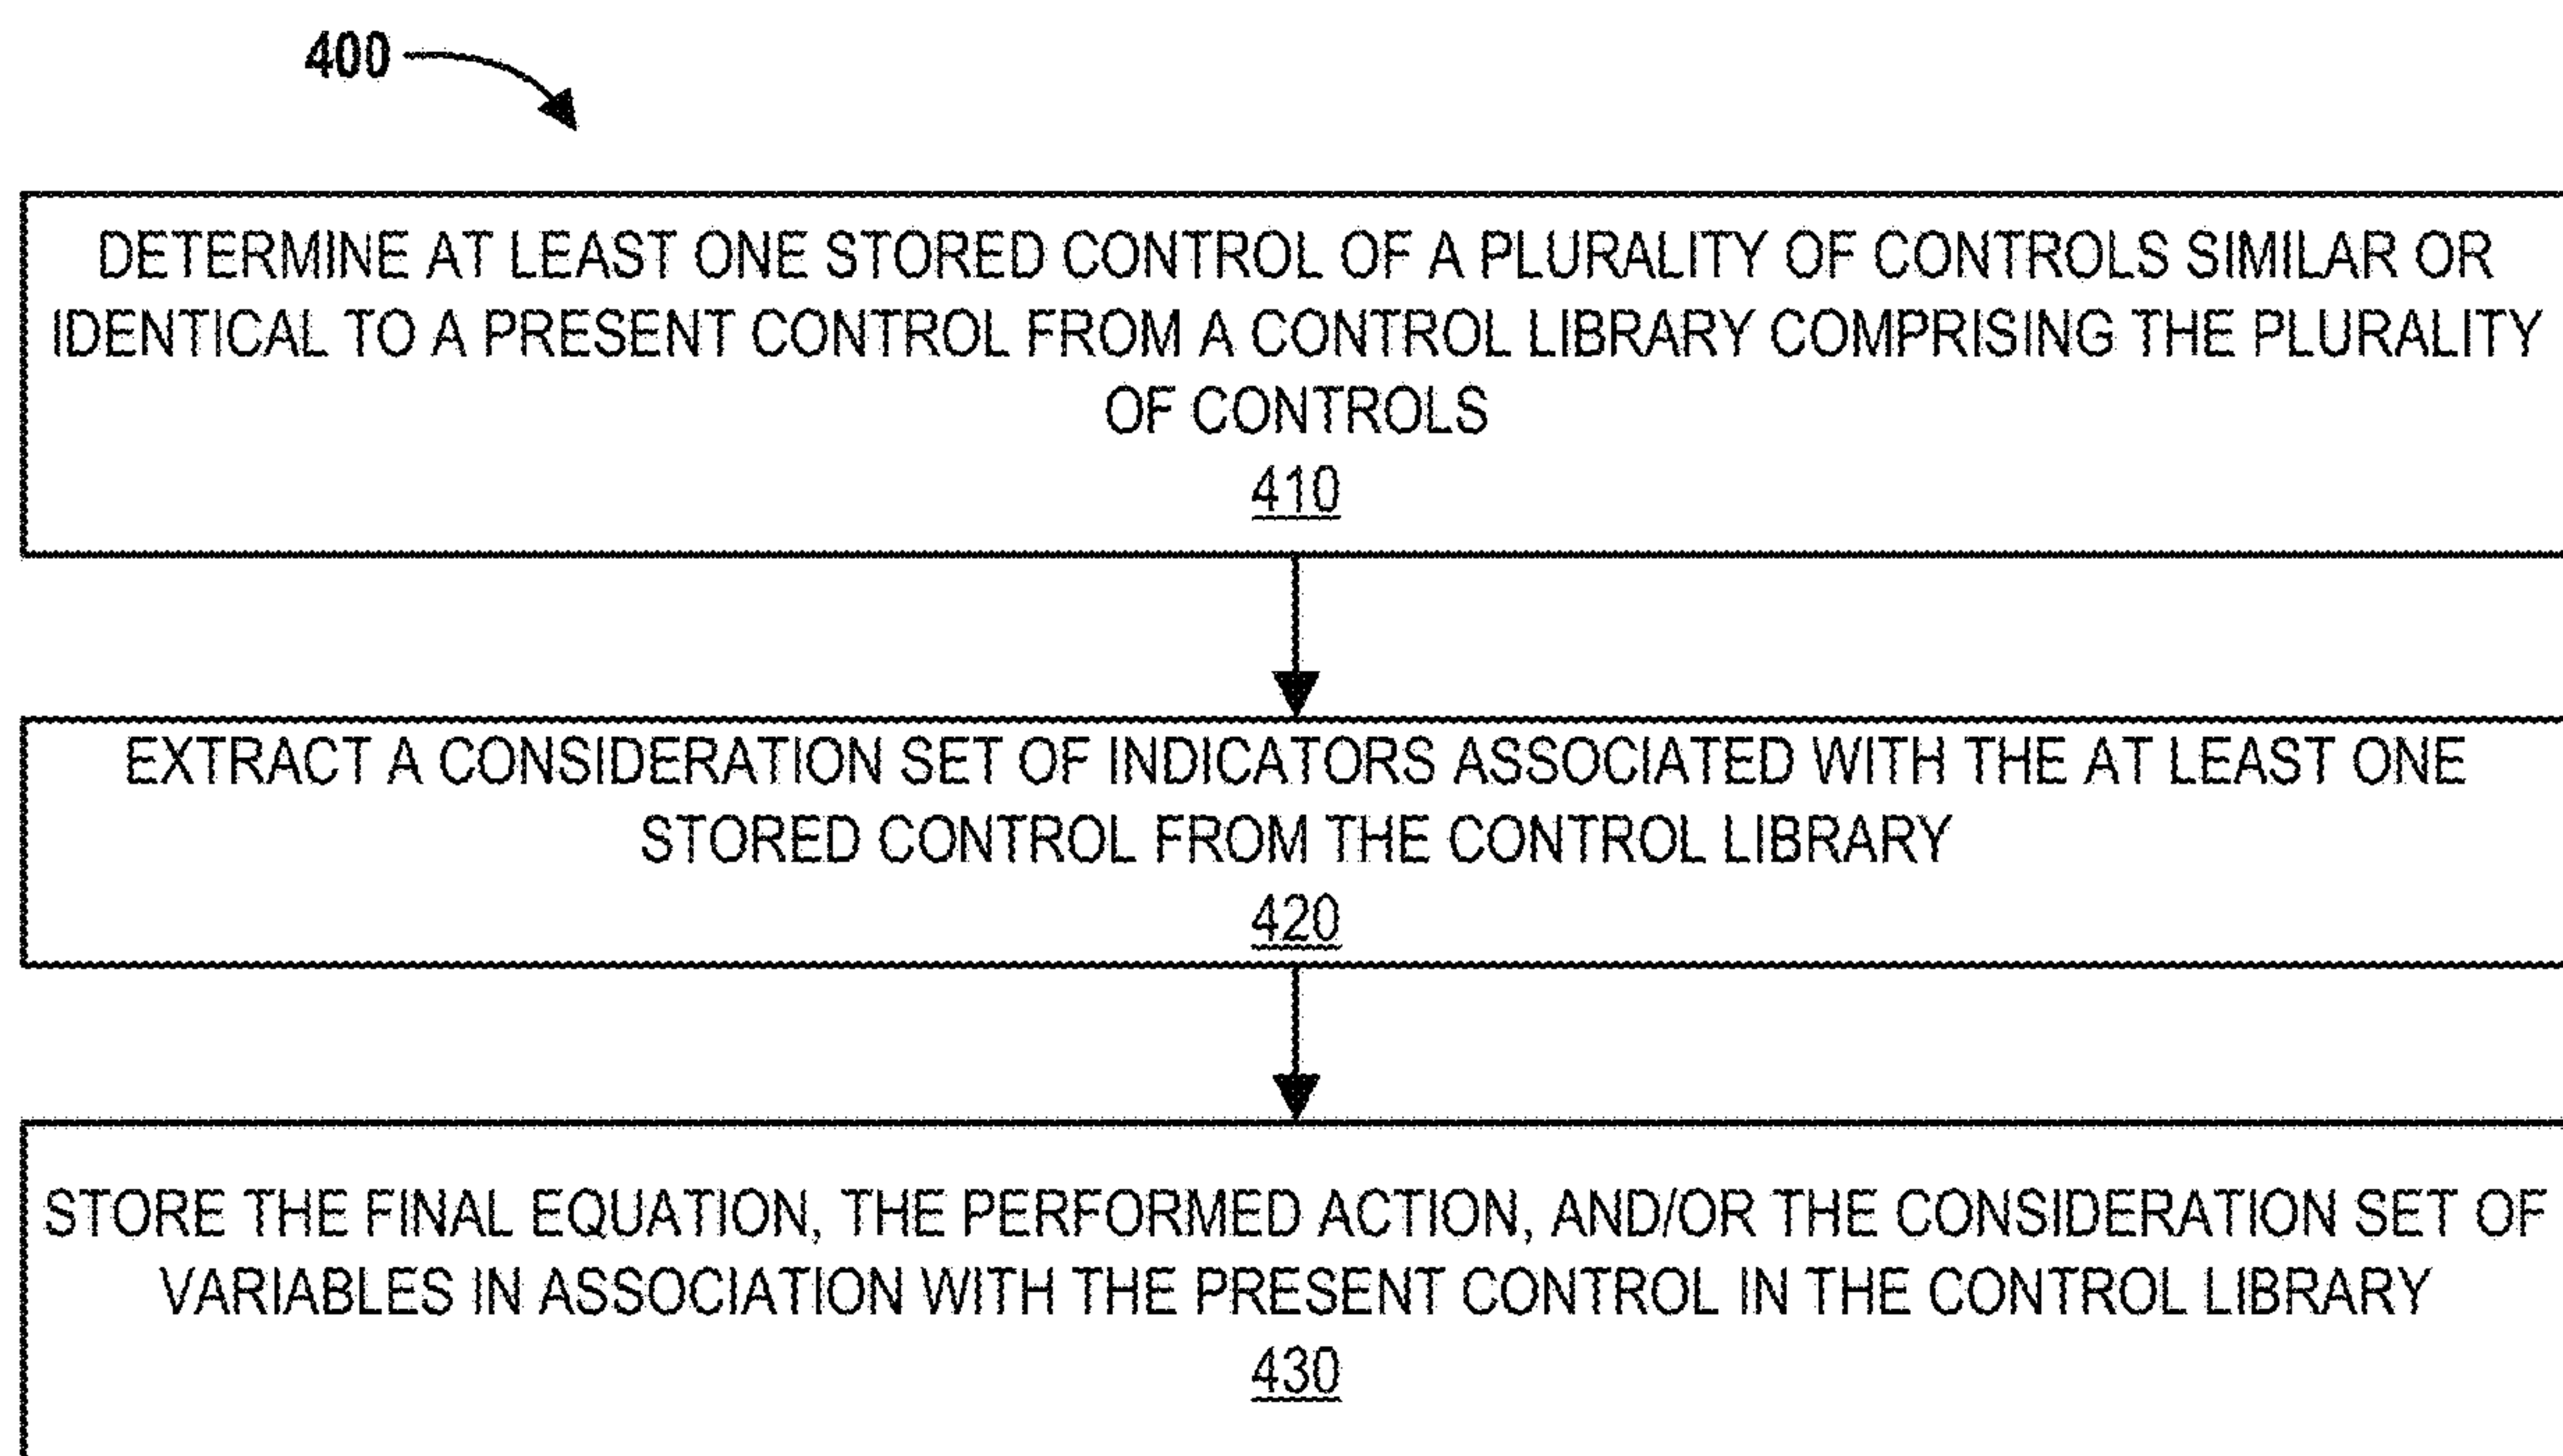 400
DETERMINE AT LEAST ONE STORED CONTROL OF A PLURALITY OF CONTROLS SIMILAR OR
IDENTICAL TO A PRESENT CONTROL FROM A CONTROL LIBRARY COMPRISING THE PLURALITY
OF CONTROLS
410
EXTRACT A CONSIDERATION SET OF INDICATORS ASSOCIATED WITH THE AT LEAST ONE
STORED CONTROL FROM THE CONTROL LIBRARY
420
STORE THE FINAL EQUATION, THE PERFORMED ACTION, AND/OR THE CONSIDERATION SET OF
VARIABLES IN ASSOCIATION WITH THE PRESENT CONTROL IN THE CONTROL LIBRARY
430